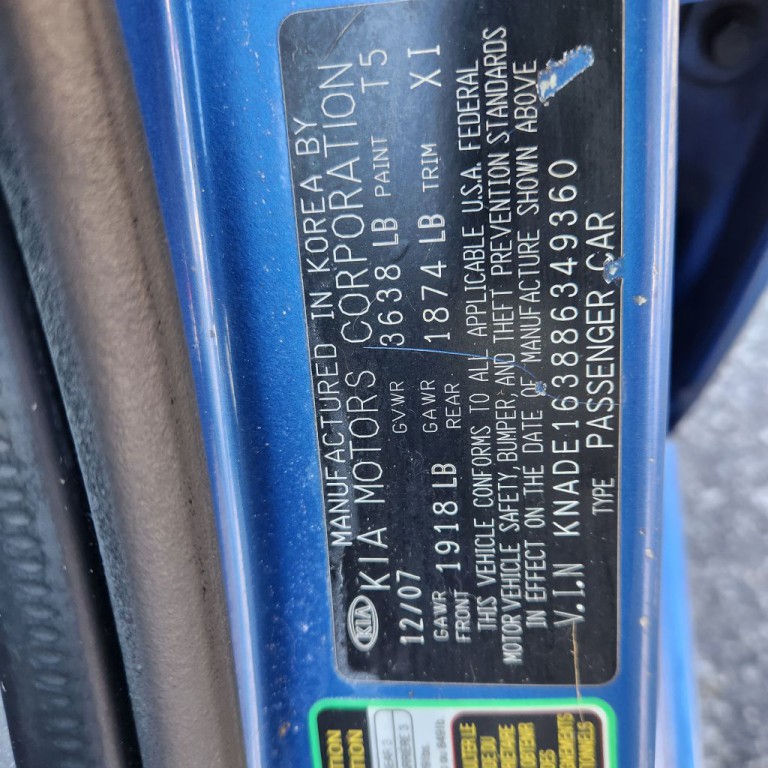 MANUFACTURED IN KOREA BY
KIA KIA MOTORS CORPORATION
12/07 GVWR 3638 LB PAINT T5
GAWR FRONT 1918 LB GAWR REAR 1874 LB TRIM XI
THIS VEHICLE CONFORMS TO ALL APPLICABLE U.S.A. FEDERAL
MOTOR VEHICLE SAFETY, BUMPER, AND THEFT PREVENTION STANDARDS
IN EFFECT ON THE DATE OF MANUFACTURE SHOWN ABOVE
V.I.N KNADE163886349360
TYPE PASSENGER CAR